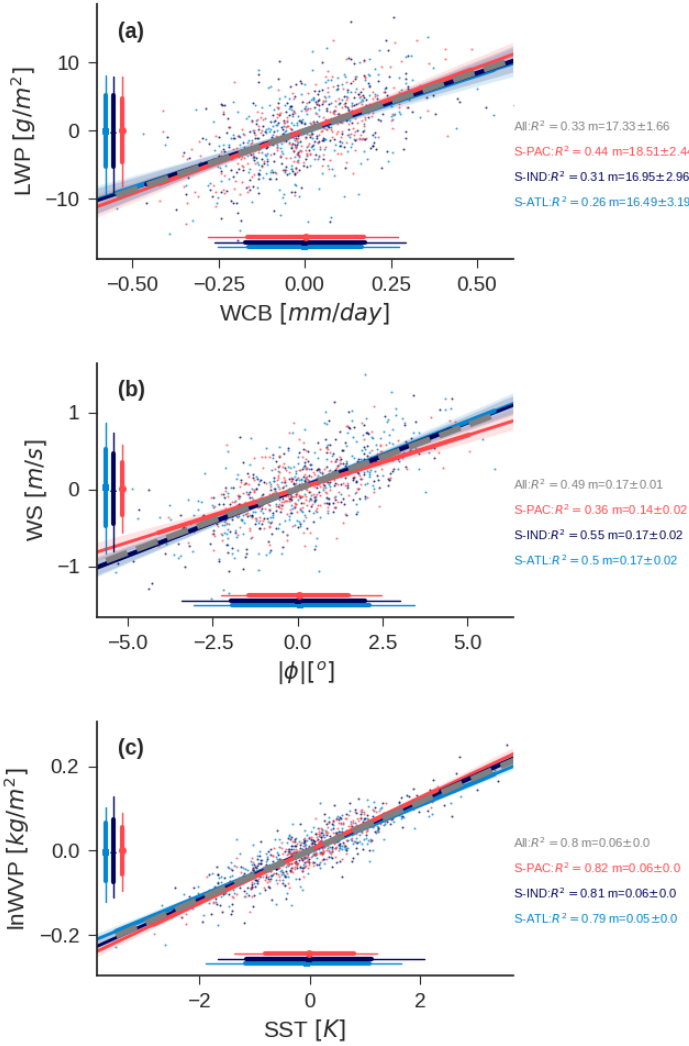 (a)
LWP [g/m²]
10
0
−10
−0.50 −0.25 0.00 0.25 0.50
WCB [mm/day]
All:R² = 0.33 m=17.33±1.66
S-PAC:R² = 0.44 m=18.51±2.44
S-IND:R² = 0.31 m=16.95±2.96
S-ATL:R² = 0.26 m=16.49±3.19
(b)
WS [m/s]
1
0
−1
−5.0 −2.5 0.0 2.5 5.0
|ϕ|[°]
All:R² = 0.49 m=0.17±0.01
S-PAC:R² = 0.36 m=0.14±0.02
S-IND:R² = 0.55 m=0.17±0.02
S-ATL:R² = 0.5 m=0.17±0.02
(c)
lnWVP [kg/m²]
0.2
0.0
−0.2
−2 0 2
SST [K]
All:R² = 0.8 m=0.06±0.0
S-PAC:R² = 0.82 m=0.06±0.0
S-IND:R² = 0.81 m=0.06±0.0
S-ATL:R² = 0.79 m=0.05±0.0